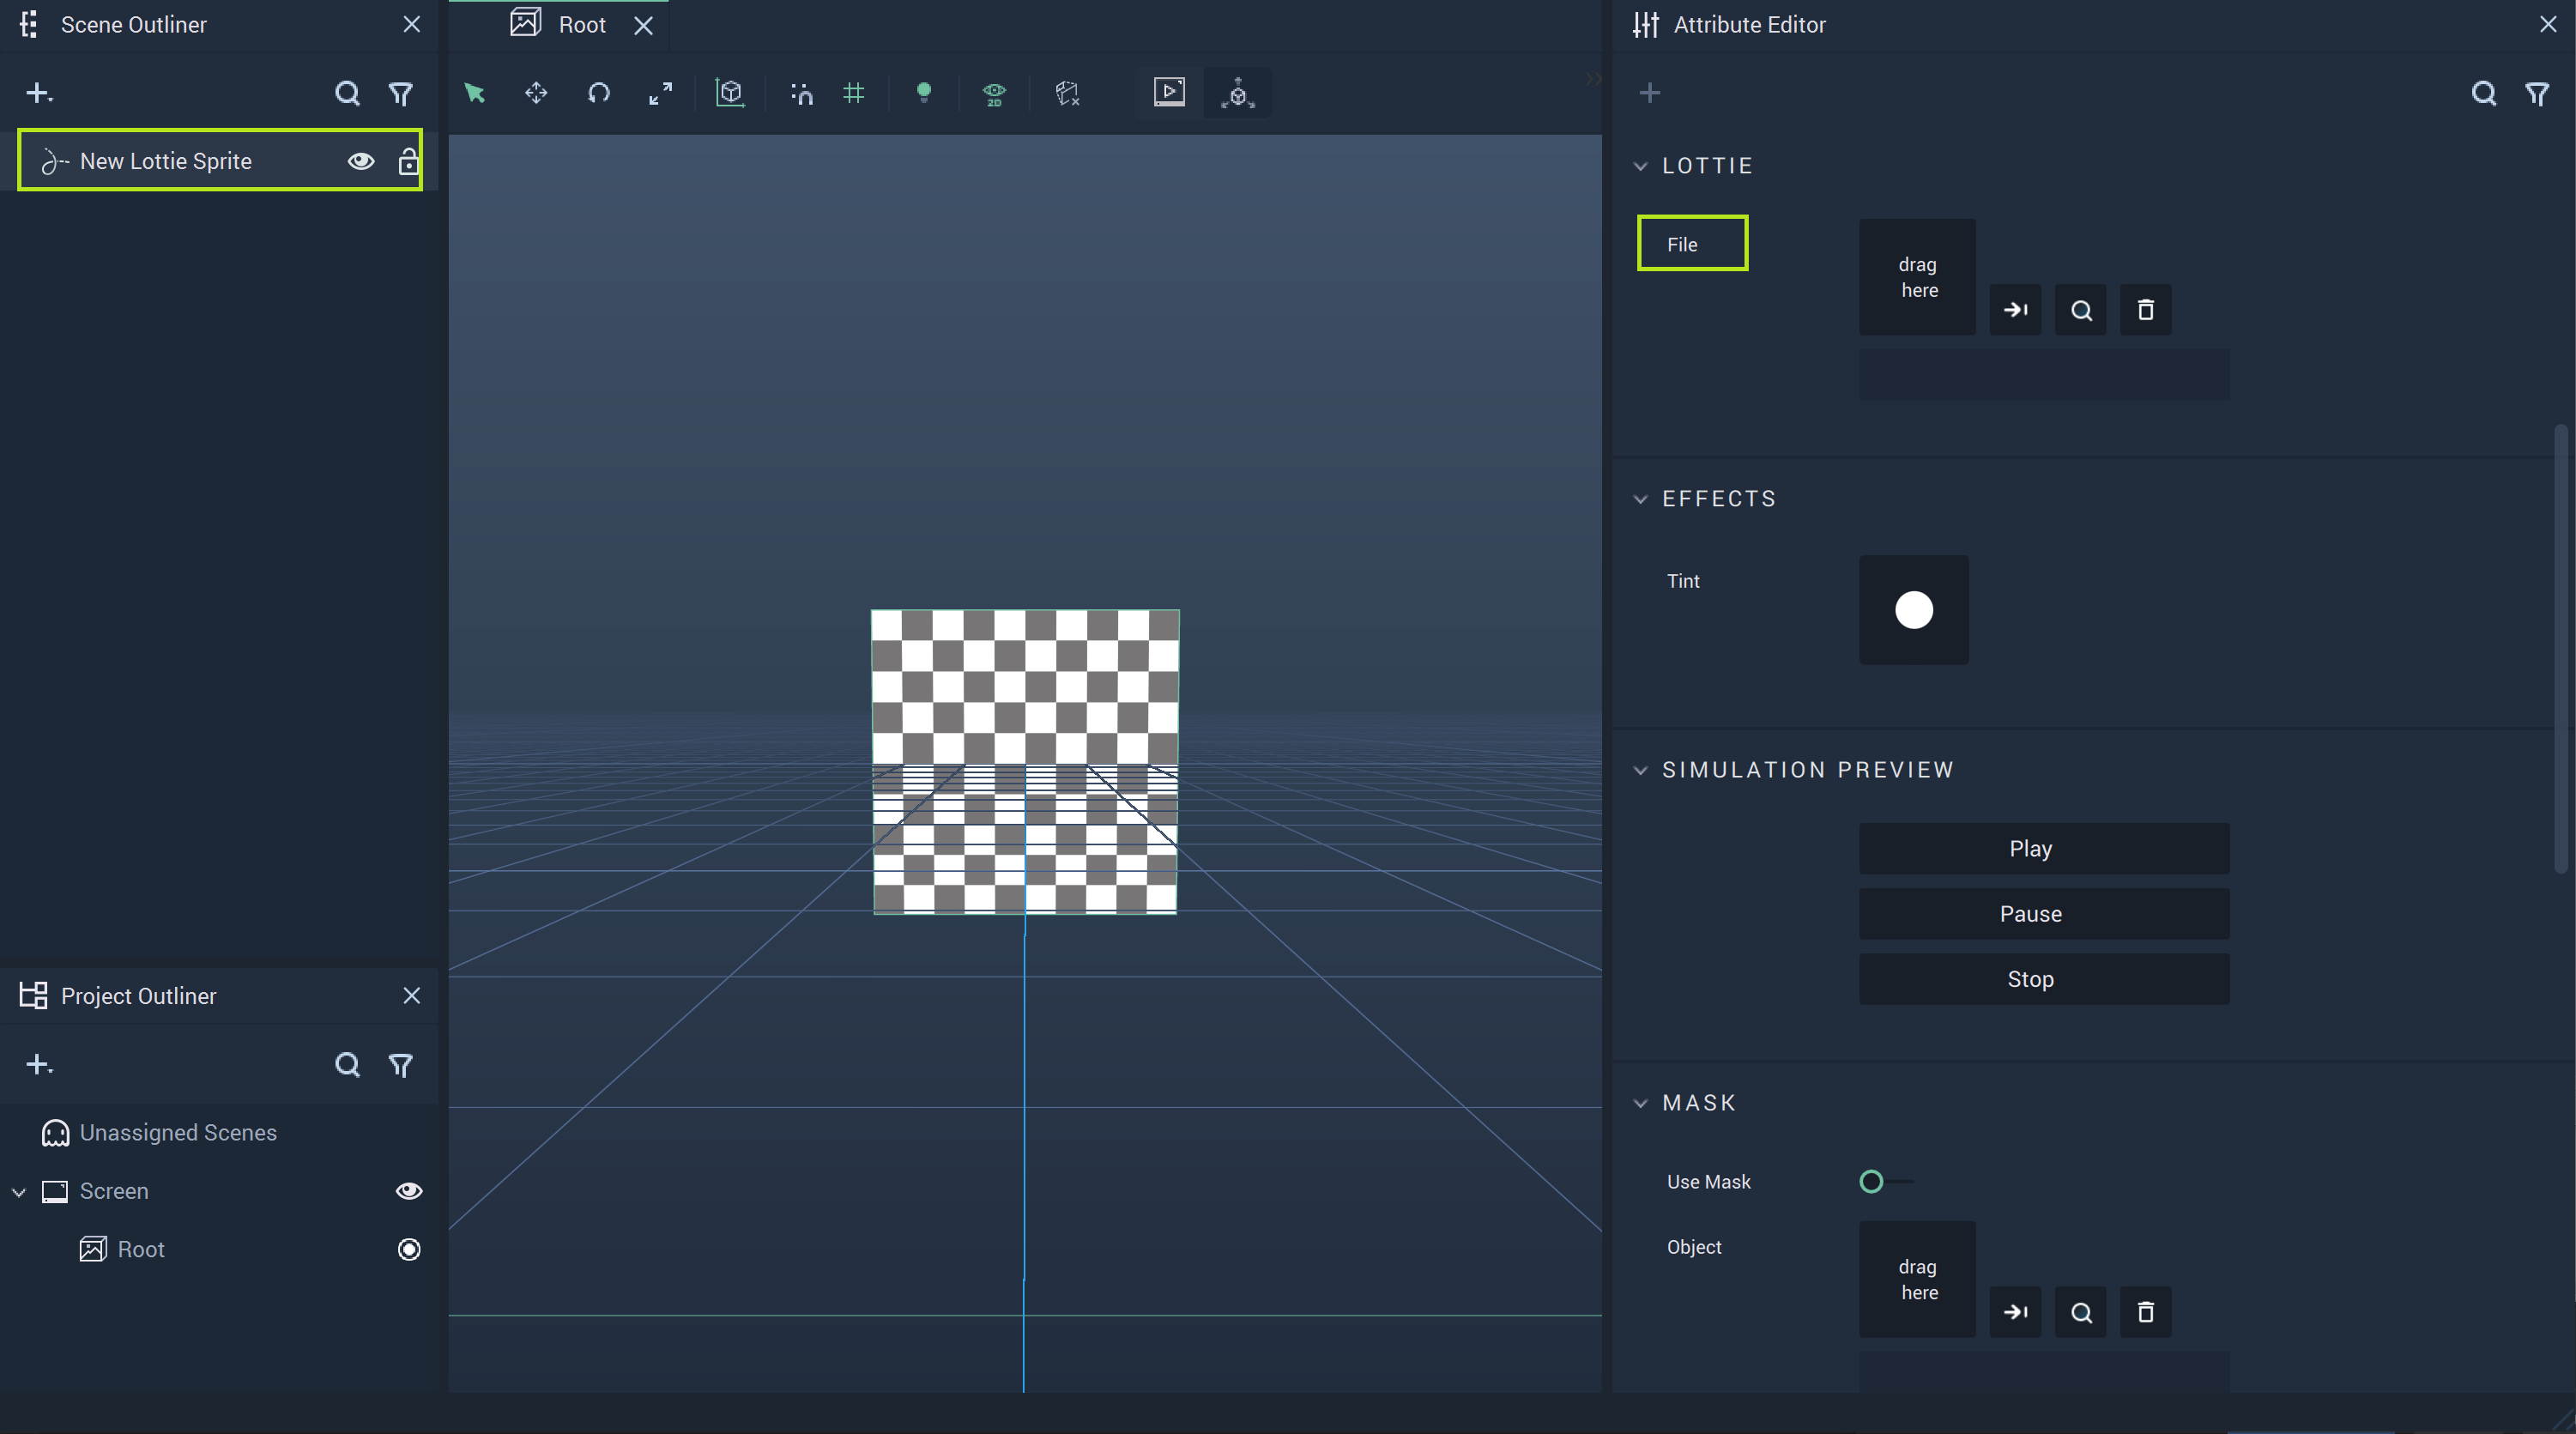 Scene Outliner
New Lottie Sprite
Project Outliner
Unassigned Scenes
Screen
Root
Root
2D
Attribute Editor
LOTTIE
File
drag
here
EFFECTS
Tint
SIMULATION PREVIEW
Play
Pause
Stop
MASK
Use Mask
Object
drag
here